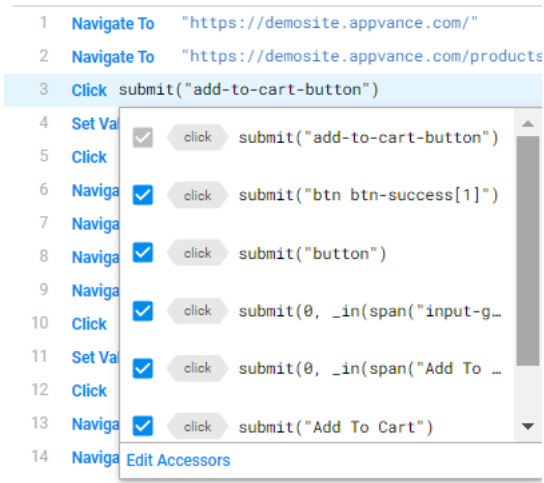 1 Navigate To "https://demosite.appvance.com/"
2 Navigate To "https://demosite.appvance.com/products
3 Click submit("add-to-cart-button")
4 Set Val
click submit("add-to-cart-button")
5 Click
6 Naviga
click submit("btn btn-success[1]")
7 Naviga
8 Naviga
click submit("button")
9 Naviga
click submit(0, _in(span("input-g…
10 Click
11 Set Val
click submit(0, _in(span("Add To …
12 Click
13 Naviga
click submit("Add To Cart")
14 Naviga
Edit Accessors